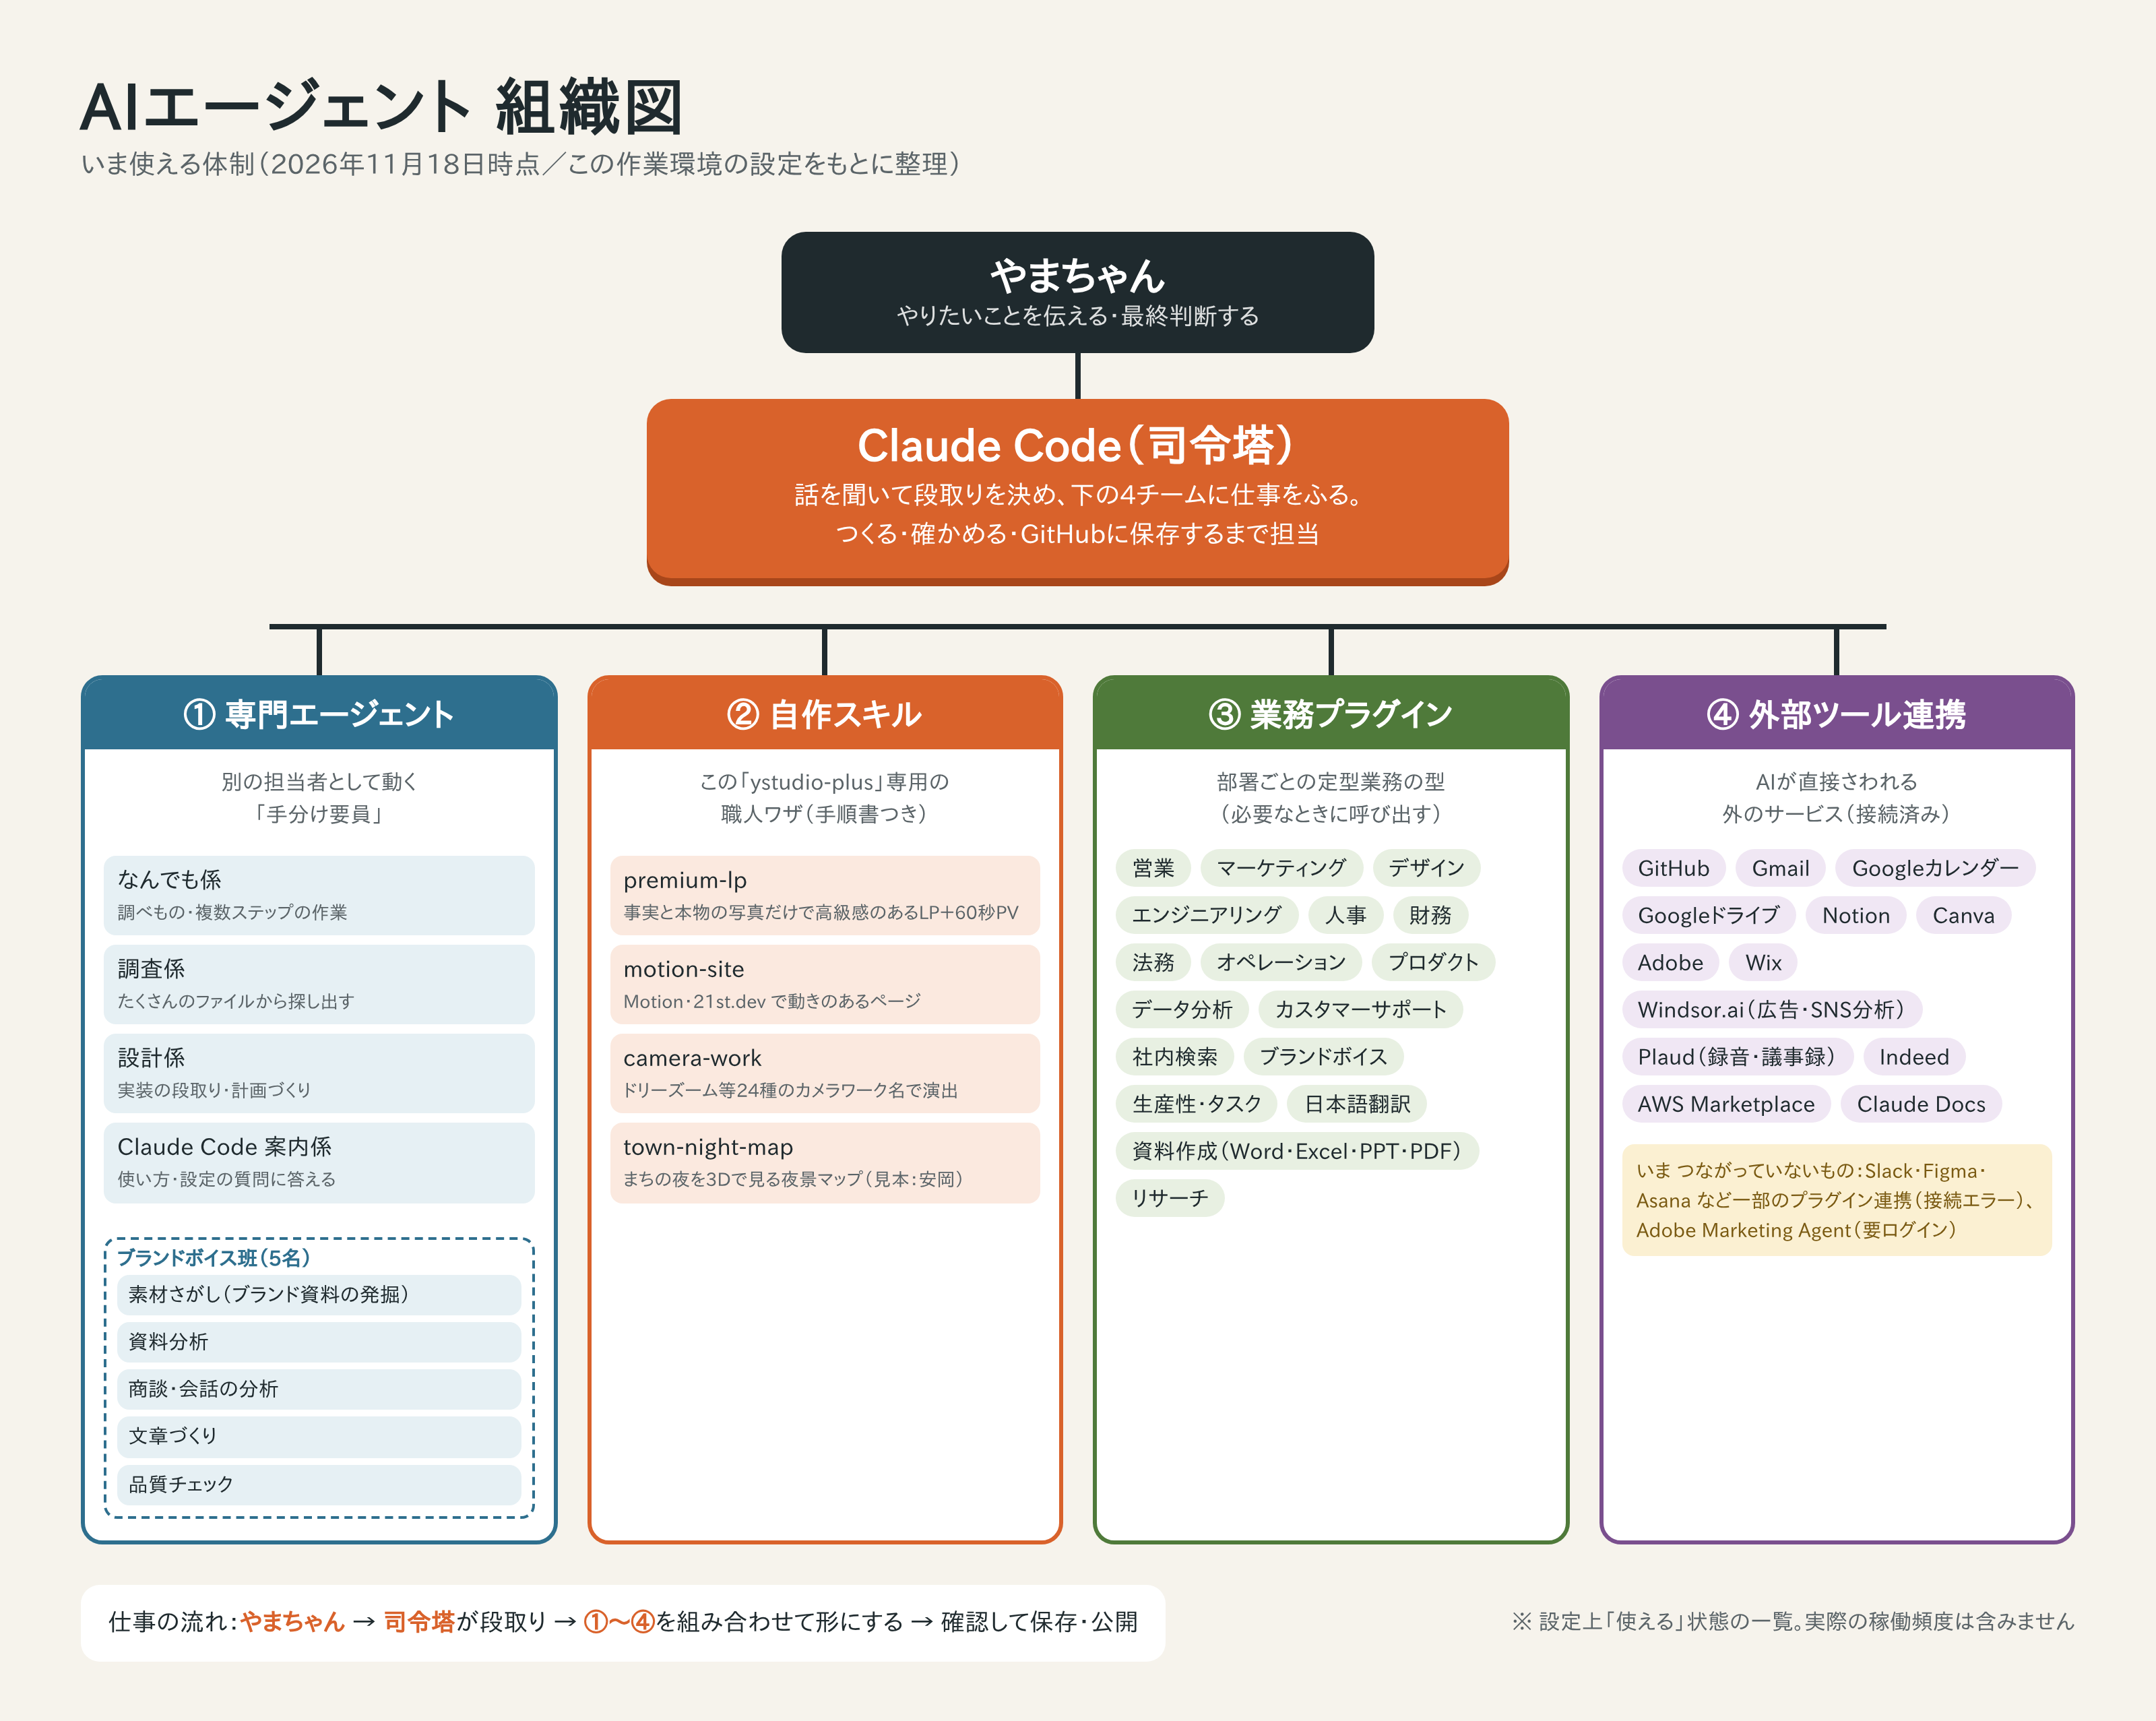 AIエージェント 組織図
いま使える体制（2026年11月18日時点／この作業環境の設定をもとに整理）
やまちゃん
やりたいことを伝える・最終判断する
Claude Code（司令塔）
話を聞いて段取りを決め、下の4チームに仕事をふる。
つくる・確かめる・GitHubに保存するまで担当
① 専門エージェント
別の担当者として動く
「手分け要員」
なんでも係
調べもの・複数ステップの作業
調査係
たくさんのファイルから探し出す
設計係
実装の段取り・計画づくり
Claude Code 案内係
使い方・設定の質問に答える
ブランドボイス班（5名）
素材さがし（ブランド資料の発掘）
資料分析
商談・会話の分析
文章づくり
品質チェック
② 自作スキル
この「ystudio-plus」専用の
職人ワザ（手順書つき）
premium-lp
事実と本物の写真だけで高級感のあるLP＋60秒PV
motion-site
Motion・21st.dev で動きのあるページ
camera-work
ドリーズーム等24種のカメラワーク名で演出
town-night-map
まちの夜を3Dで見る夜景マップ（見本：安岡）
③ 業務プラグイン
部署ごとの定型業務の型
（必要なときに呼び出す）
営業 マーケティング デザイン
エンジニアリング 人事 財務
法務 オペレーション プロダクト
データ分析 カスタマーサポート
社内検索 ブランドボイス
生産性・タスク 日本語翻訳
資料作成（Word・Excel・PPT・PDF）
リサーチ
④ 外部ツール連携
AIが直接さわれる
外のサービス（接続済み）
GitHub Gmail Googleカレンダー
Googleドライブ Notion Canva
Adobe Wix
Windsor.ai（広告・SNS分析）
Plaud（録音・議事録） Indeed
AWS Marketplace Claude Docs
いま つながっていないもの：Slack・Figma・
Asana など一部のプラグイン連携（接続エラー）、
Adobe Marketing Agent（要ログイン）
仕事の流れ：やまちゃん → 司令塔が段取り → ①〜④を組み合わせて形にする → 確認して保存・公開
※ 設定上「使える」状態の一覧。実際の稼働頻度は含みません